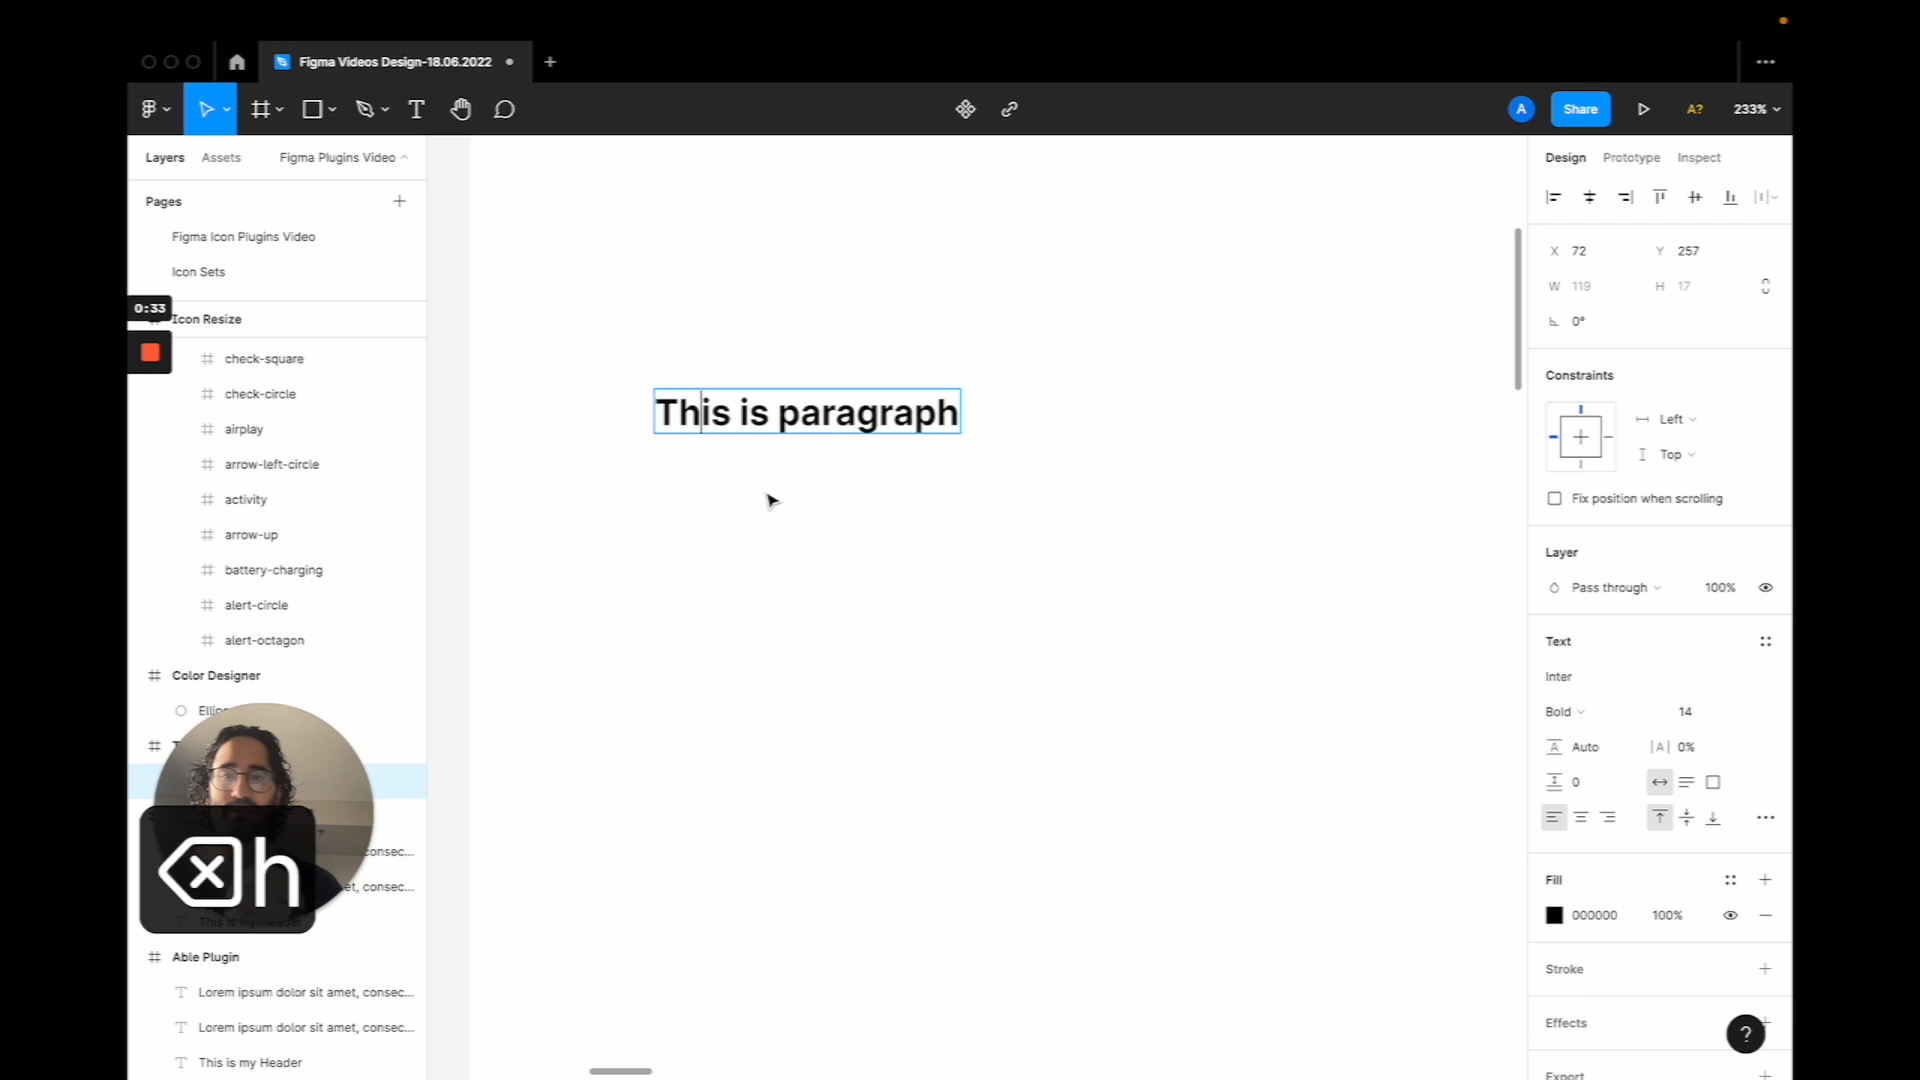 Figma Videos Design-18.06.2022
A
Share
A?
233%
Layers
Assets
Figma Plugins Video
Pages
Figma Icon Plugins Video
Icon Sets
0:33
Icon Resize
check-square
check-circle
airplay
arrow-left-circle
activity
arrow-up
battery-charging
alert-circle
alert-octagon
Color Designer
consec...
et, consec...
This is my Header
h
Able Plugin
Lorem ipsum dolor sit amet, consec...
Lorem ipsum dolor sit amet, consec...
This is my Header
This is paragraph
Design
Prototype
Inspect
X 72
Y 257
W 119
H 17
0°
Constraints
Left
Top
Fix position when scrolling
Layer
Pass through
100%
Text
Inter
Bold
14
Auto
|A| 0%
0
Fill
000000
100%
Stroke
Effects
?
Export